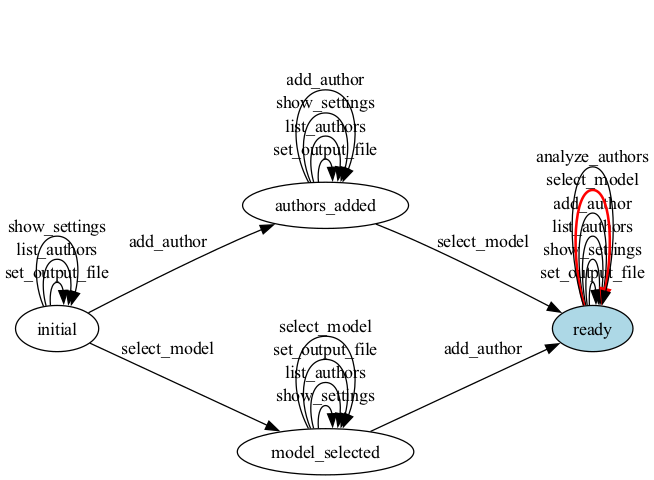 add_author
show_settings
list_authors
set_output_file
authors_added
analyze_authors
select_model
add_author
list_authors
show_settings
set_output_file
ready
show_settings
list_authors
set_output_file
initial
add_author
select_model
select_model
add_author
select_model
set_output_file
list_authors
show_settings
model_selected